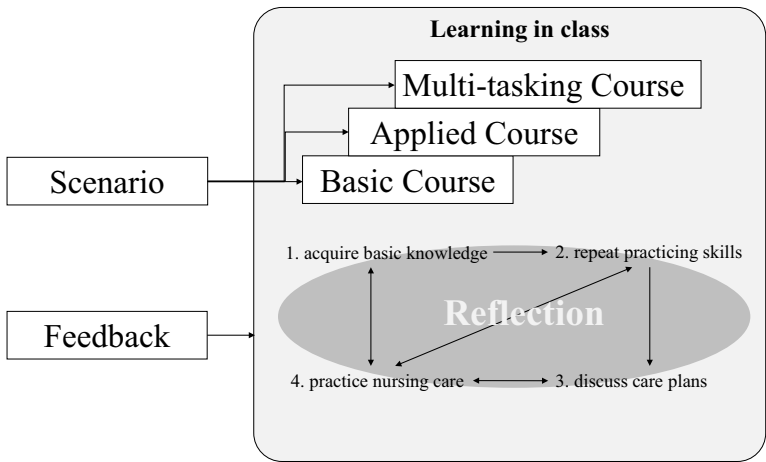 Learning in class
Multi-tasking Course
Applied Course
Scenario
Basic Course
1. acquire basic knowledge
2. repeat practicing skills
Feedback
Reflection
4. practice nursing care
3. discuss care plans